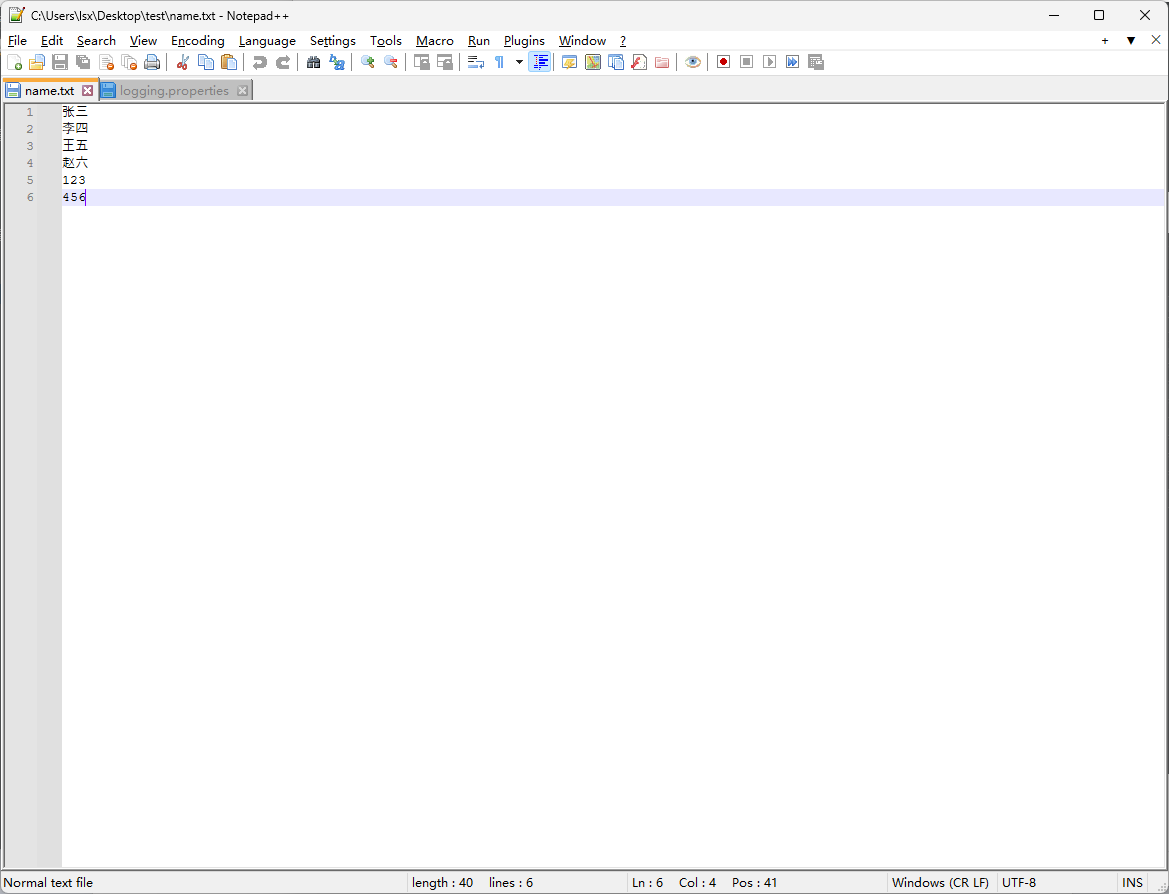 C:\Users\lsx\Desktop\test\name.txt - Notepad++
File Edit Search View Encoding Language Settings Tools Macro Run Plugins Window ?
name.txt logging.properties
1 张三
2 李四
3 王五
4 赵六
5 123
6 456
Normal text file length : 40 lines : 6 Ln : 6 Col : 4 Pos : 41 Windows (CR LF) UTF-8 INS